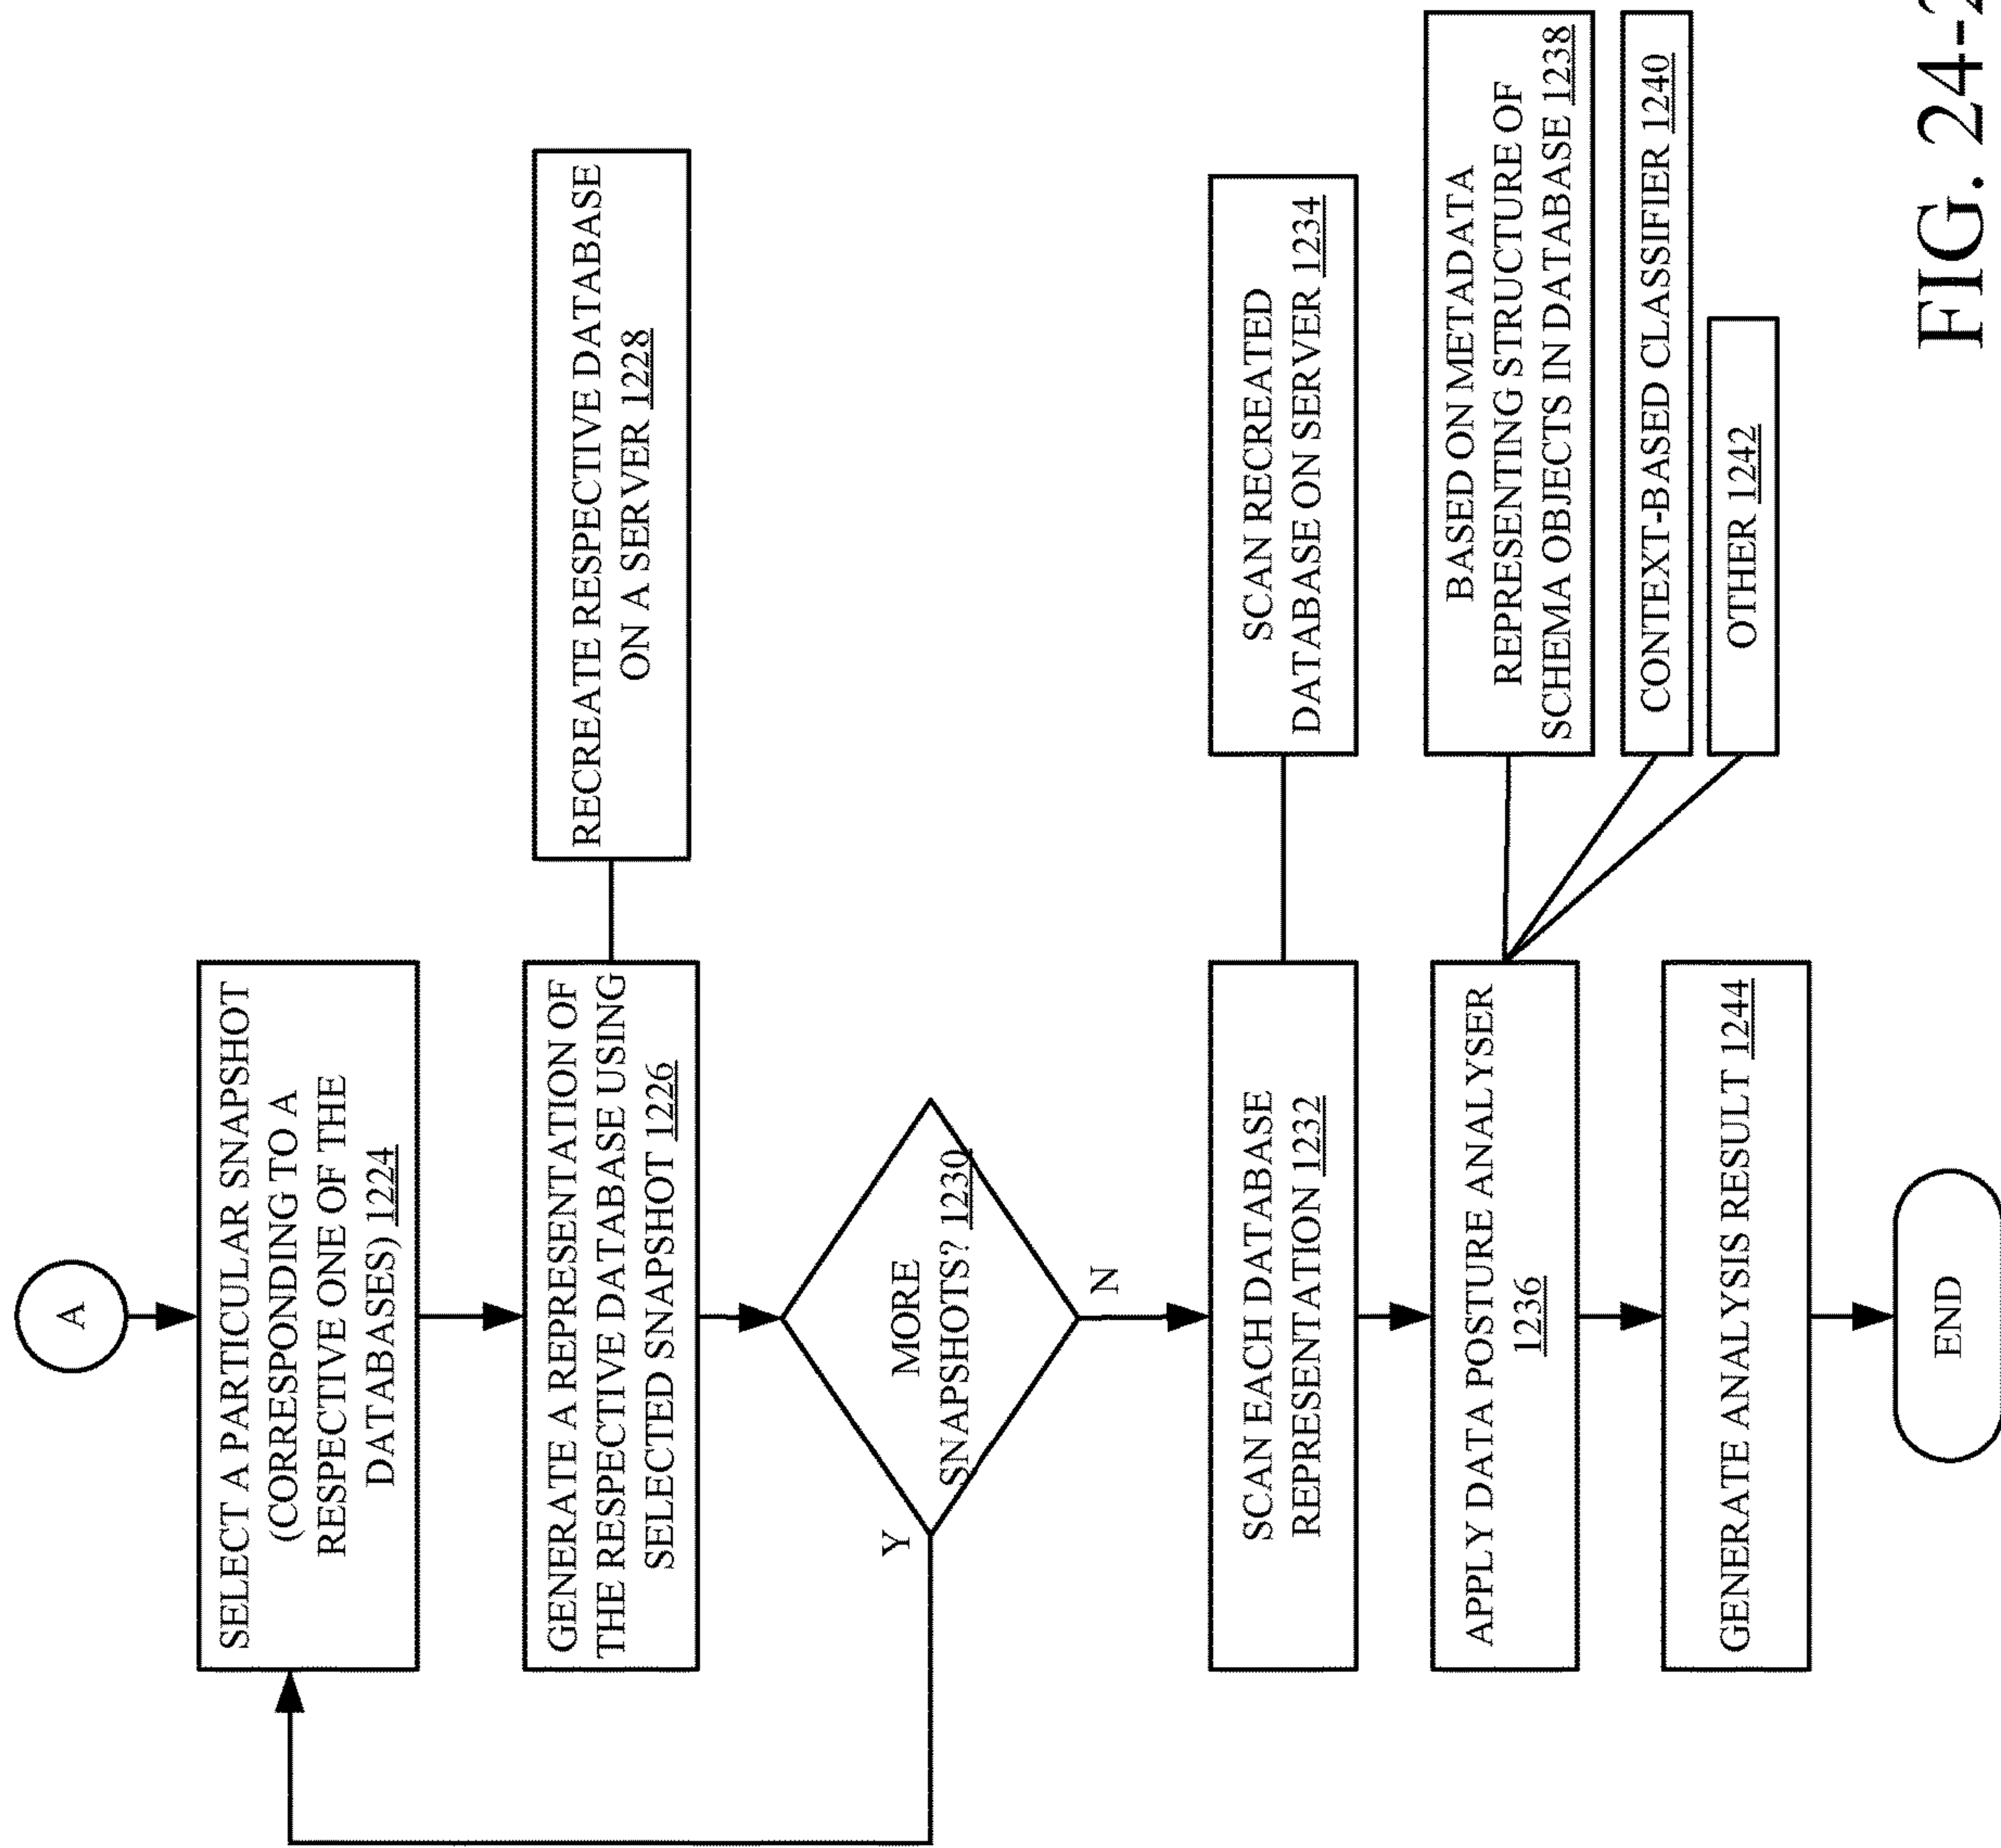 A
SELECT A PARTICULAR SNAPSHOT
(CORRESPONDING TO A
RESPECTIVE ONE OF THE
DATABASES) 1224
GENERATE A REPRESENTATION OF
THE RESPECTIVE DATABASE USING
SELECTED SNAPSHOT 1226
RECREATE RESPECTIVE DATABASE
ON A SERVER 1228
MORE
SNAPSHOTS? 1230
Y
N
SCAN EACH DATABASE
REPRESENTATION 1232
SCAN RECREATED
DATABASE ON SERVER 1234
APPLY DATA POSTURE ANALYSER
1236
BASED ON METADATA
REPRESENTING STRUCTURE OF
SCHEMA OBJECTS IN DATABASE 1238
CONTEXT-BASED CLASSIFIER 1240
OTHER 1242
GENERATE ANALYSIS RESULT 1244
END
FIG. 24-2